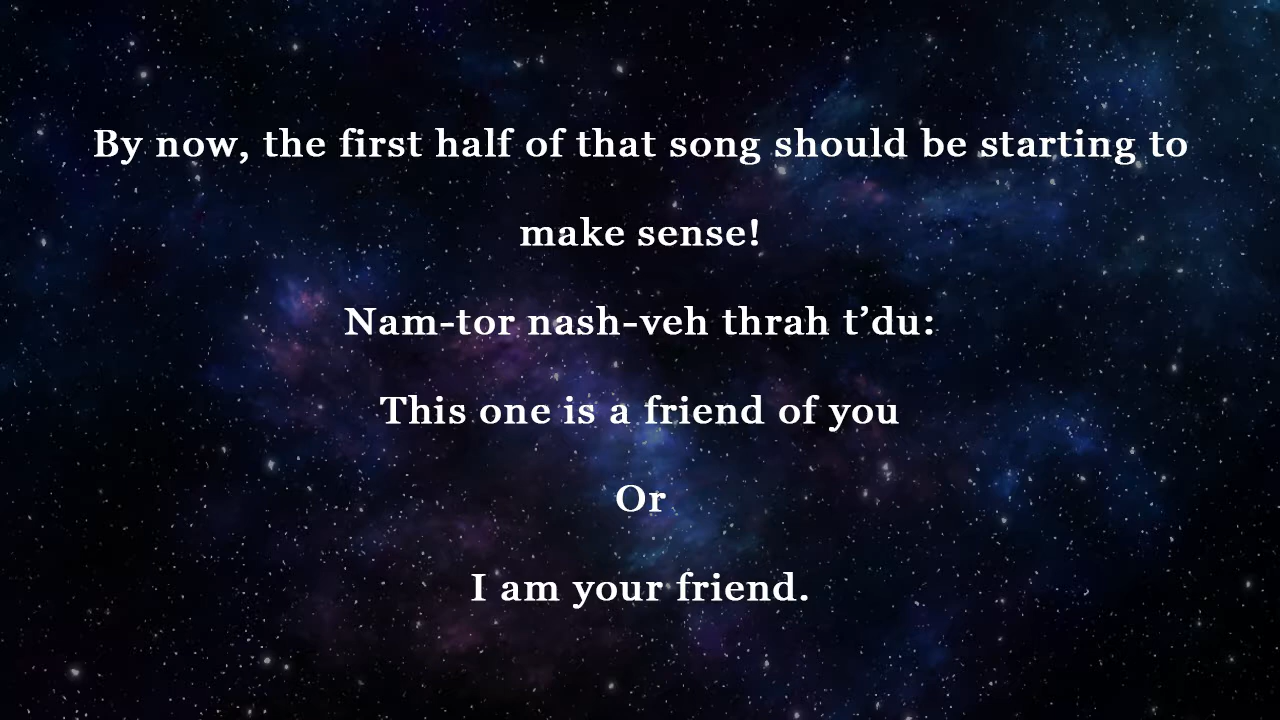 By now, the first half of that song should be starting to
make sense!
Nam-tor nash-veh thrah t’du:
This one is a friend of you
Or
I am your friend.